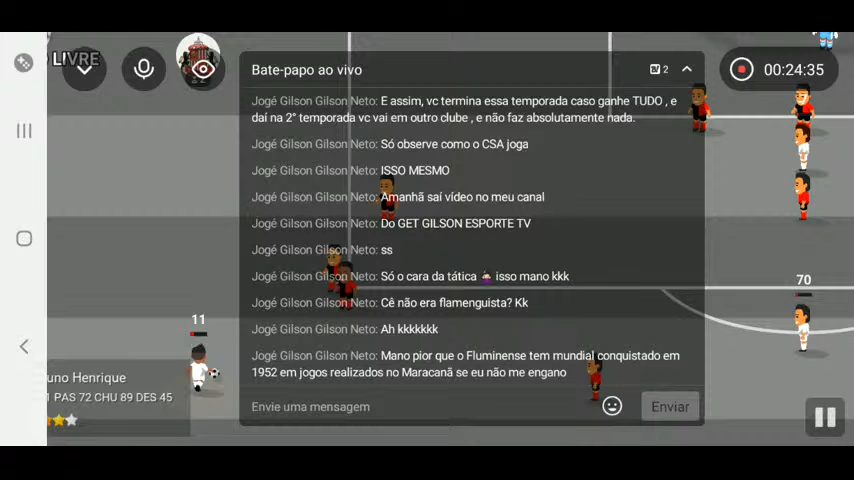 LIVRE
Bate-papo ao vivo
2
00:24:35
Jogé Gilson Gilson Neto: E assim, vc termina essa temporada caso ganhe TUDO , e
daí na 2° temporada vc vai em outro clube , e não faz absolutamente nada.
Jogé Gilson Gilson Neto: Só observe como o CSA joga
Jogé Gilson Gilson Neto: ISSO MESMO
Jogé Gilson Gilson Neto: Amanhã saí vídeo no meu canal
Jogé Gilson Gilson Neto: Do GET GILSON ESPORTE TV
Jogé Gilson Gilson Neto: ss
Jogé Gilson Gilson Neto: Só o cara da tática 🤷🏻‍♀️ isso mano kkk
Jogé Gilson Gilson Neto: Cê não era flamenguista? Kk
Jogé Gilson Gilson Neto: Ah kkkkkkk
Jogé Gilson Gilson Neto: Mano pior que o Fluminense tem mundial conquistado em
1952 em jogos realizados no Maracanã se eu não me engano
Envie uma mensagem
Enviar
70
11
uno Henrique
1 PAS 72 CHU 89 DES 45